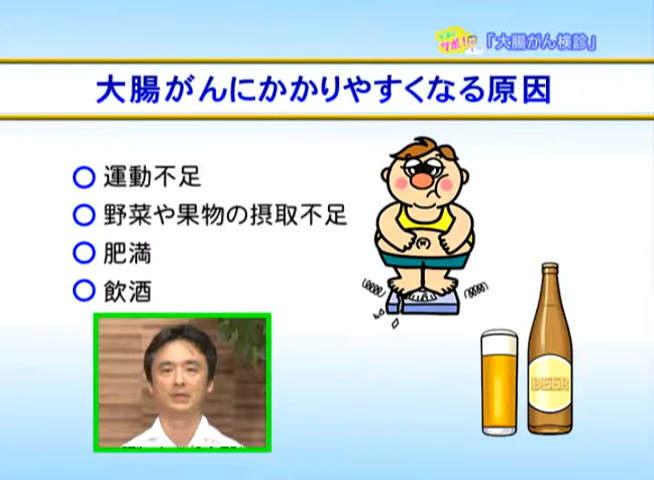 ツボ!
「大腸がん検診」
大腸がんにかかりやすくなる原因
○ 運動不足
○ 野菜や果物の摂取不足
○ 肥満
○ 飲酒
BEER